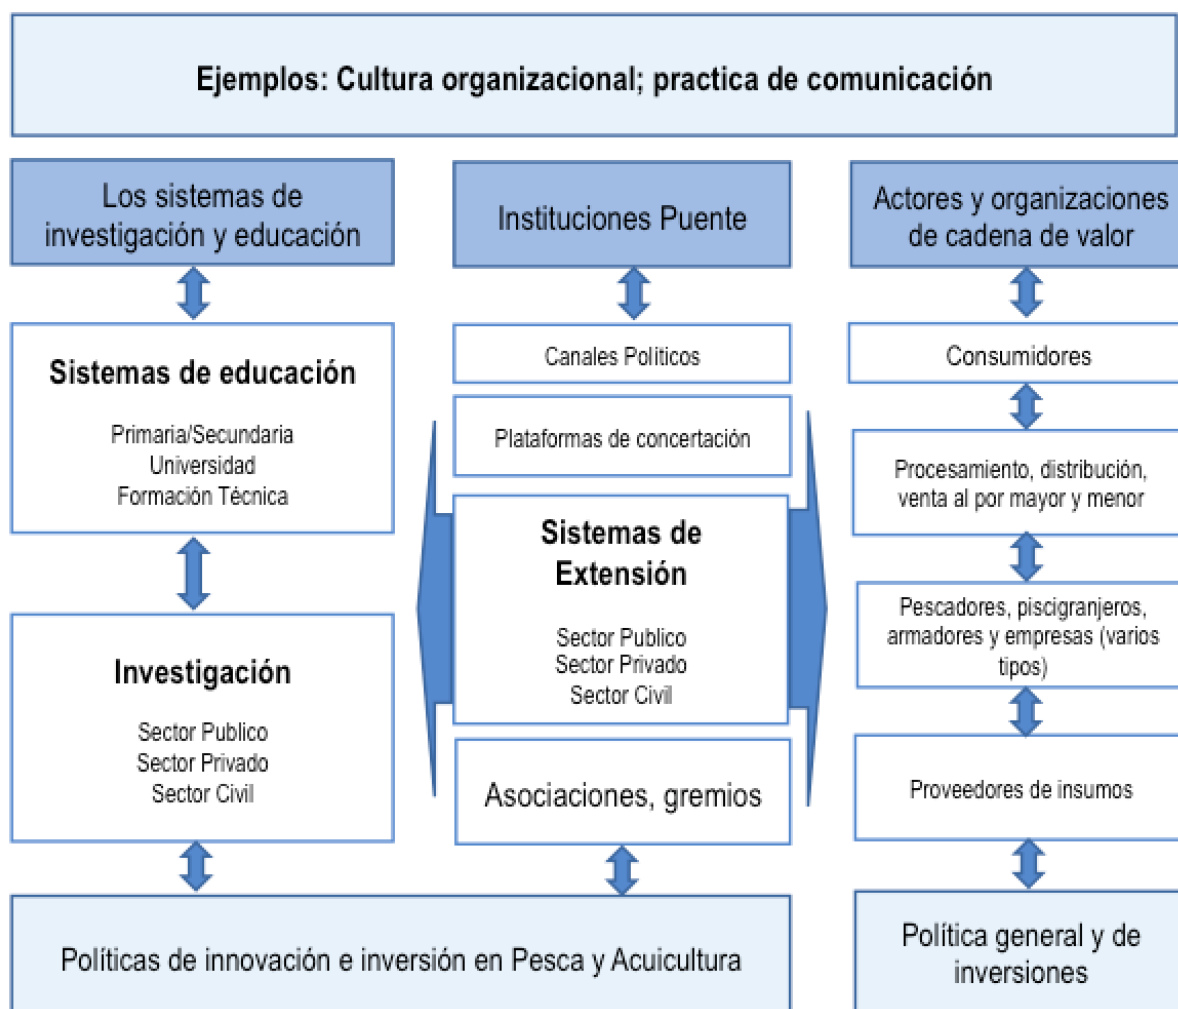 Ejemplos: Cultura organizacional; practica de comunicación
Los sistemas de
investigación y educación
Sistemas de educación
Primaria/Secundaria
Universidad
Formación Técnica
Investigación
Sector Publico
Sector Privado
Sector Civil
Instituciones Puente
Canales Políticos
Plataformas de concertación
Sistemas de
Extensión
Sector Publico
Sector Privado
Sector Civil
Asociaciones, gremios
Políticas de innovación e inversión en Pesca y Acuicultura
Actores y organizaciones
de cadena de valor
Consumidores
Procesamiento, distribución,
venta al por mayor y menor
Pescadores, piscigranjeros,
armadores y empresas (varios
tipos)
Proveedores de insumos
Política general y de
inversiones